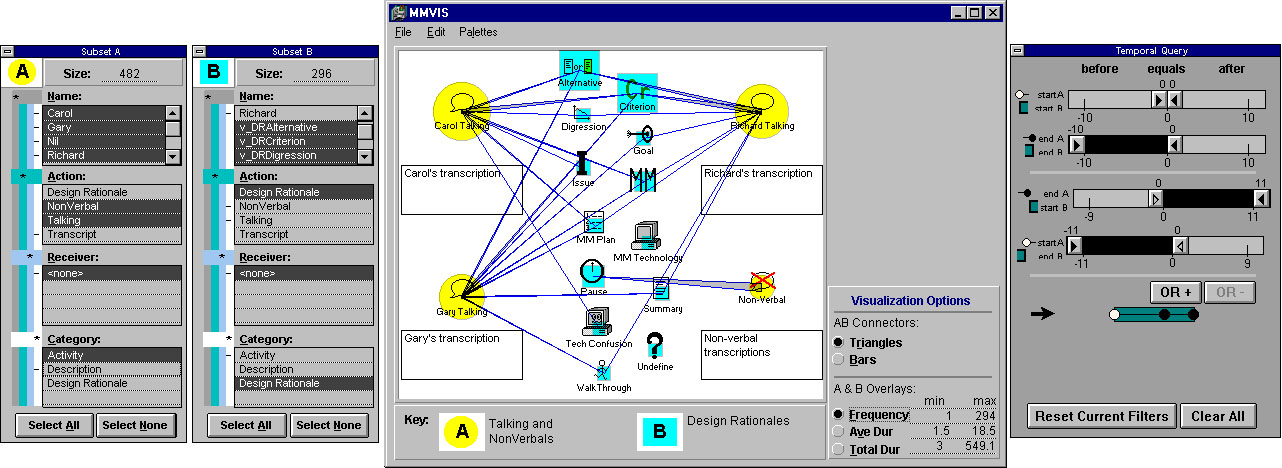 Subset A
A
Size: 482
*
Name:
Carol
Gary
Nil
Richard
*
Action:
Design Rationale
NonVerbal
Talking
Transcript
*
Receiver:
<none>
*
Category:
Activity
Description
Design Rationale
Select All
Select None
Subset B
B
Size: 296
*
Name:
Richard
v_DRAlternative
v_DRCriterion
v_DRDigression
*
Action:
Design Rationale
NonVerbal
Talking
Transcript
*
Receiver:
<none>
*
Category:
Activity
Description
Design Rationale
Select All
Select None
MMVIS
File Edit Palettes
or
Alternative
Cr
Criterion
Carol Talking
Digression
Richard Talking
Goal
Issue
Carol's transcription
MM
Richard's transcription
MM Plan
MM Technology
Pause
Summary
Non-Verbal
Gary Talking
Tech Confusion
Gary's transcription
Undefine
Non-verbal
transcriptions
WalkThrough
Key:
A
Talking and
NonVerbals
B
Design Rationales
Visualization Options
AB Connectors:
Triangles
Bars
A & B Overlays:
min max
Frequency 1 294
Ave Dur 1.5 18.5
Total Dur 3 549.1
Temporal Query
before equals after
0 0
start A
start B
-10 10
-10 0
end A
end B
-10 10
0 11
end A
start B
-9 0 11
-11 0
start A
end B
-11 0 9
OR +
OR -
Reset Current Filters
Clear All